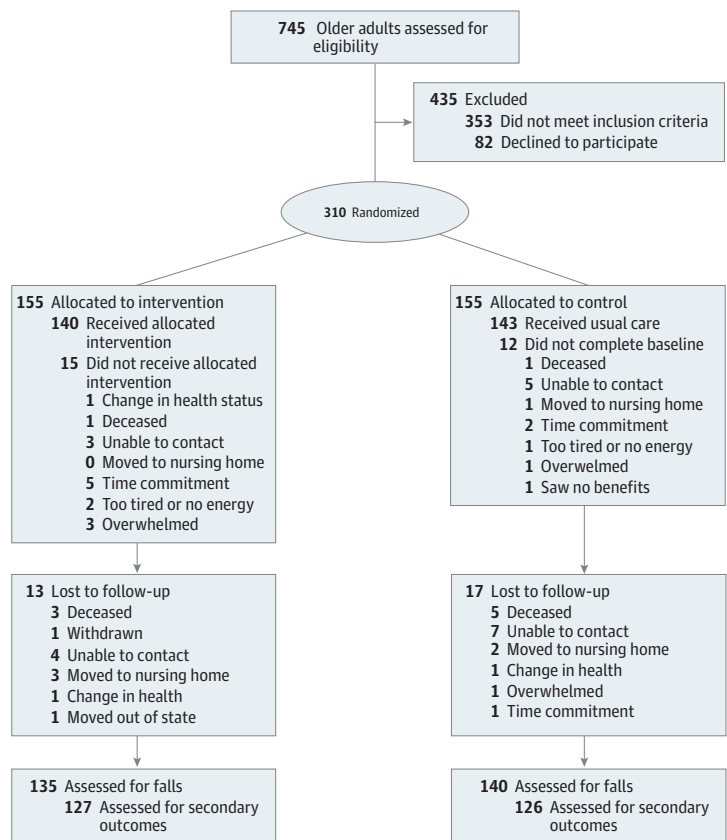 745 Older adults assessed for
eligibility
435 Excluded
353 Did not meet inclusion criteria
82 Declined to participate
310 Randomized
155 Allocated to intervention
140 Received allocated
intervention
15 Did not receive allocated
intervention
1 Change in health status
1 Deceased
3 Unable to contact
0 Moved to nursing home
5 Time commitment
2 Too tired or no energy
3 Overwhelmed
155 Allocated to control
143 Received usual care
12 Did not complete baseline
1 Deceased
5 Unable to contact
1 Moved to nursing home
2 Time commitment
1 Too tired or no energy
1 Overwelmed
1 Saw no benefits
13 Lost to follow-up
3 Deceased
1 Withdrawn
4 Unable to contact
3 Moved to nursing home
1 Change in health
1 Moved out of state
17 Lost to follow-up
5 Deceased
7 Unable to contact
2 Moved to nursing home
1 Change in health
1 Overwhelmed
1 Time commitment
135 Assessed for falls
127 Assessed for secondary
outcomes
140 Assessed for falls
126 Assessed for secondary
outcomes